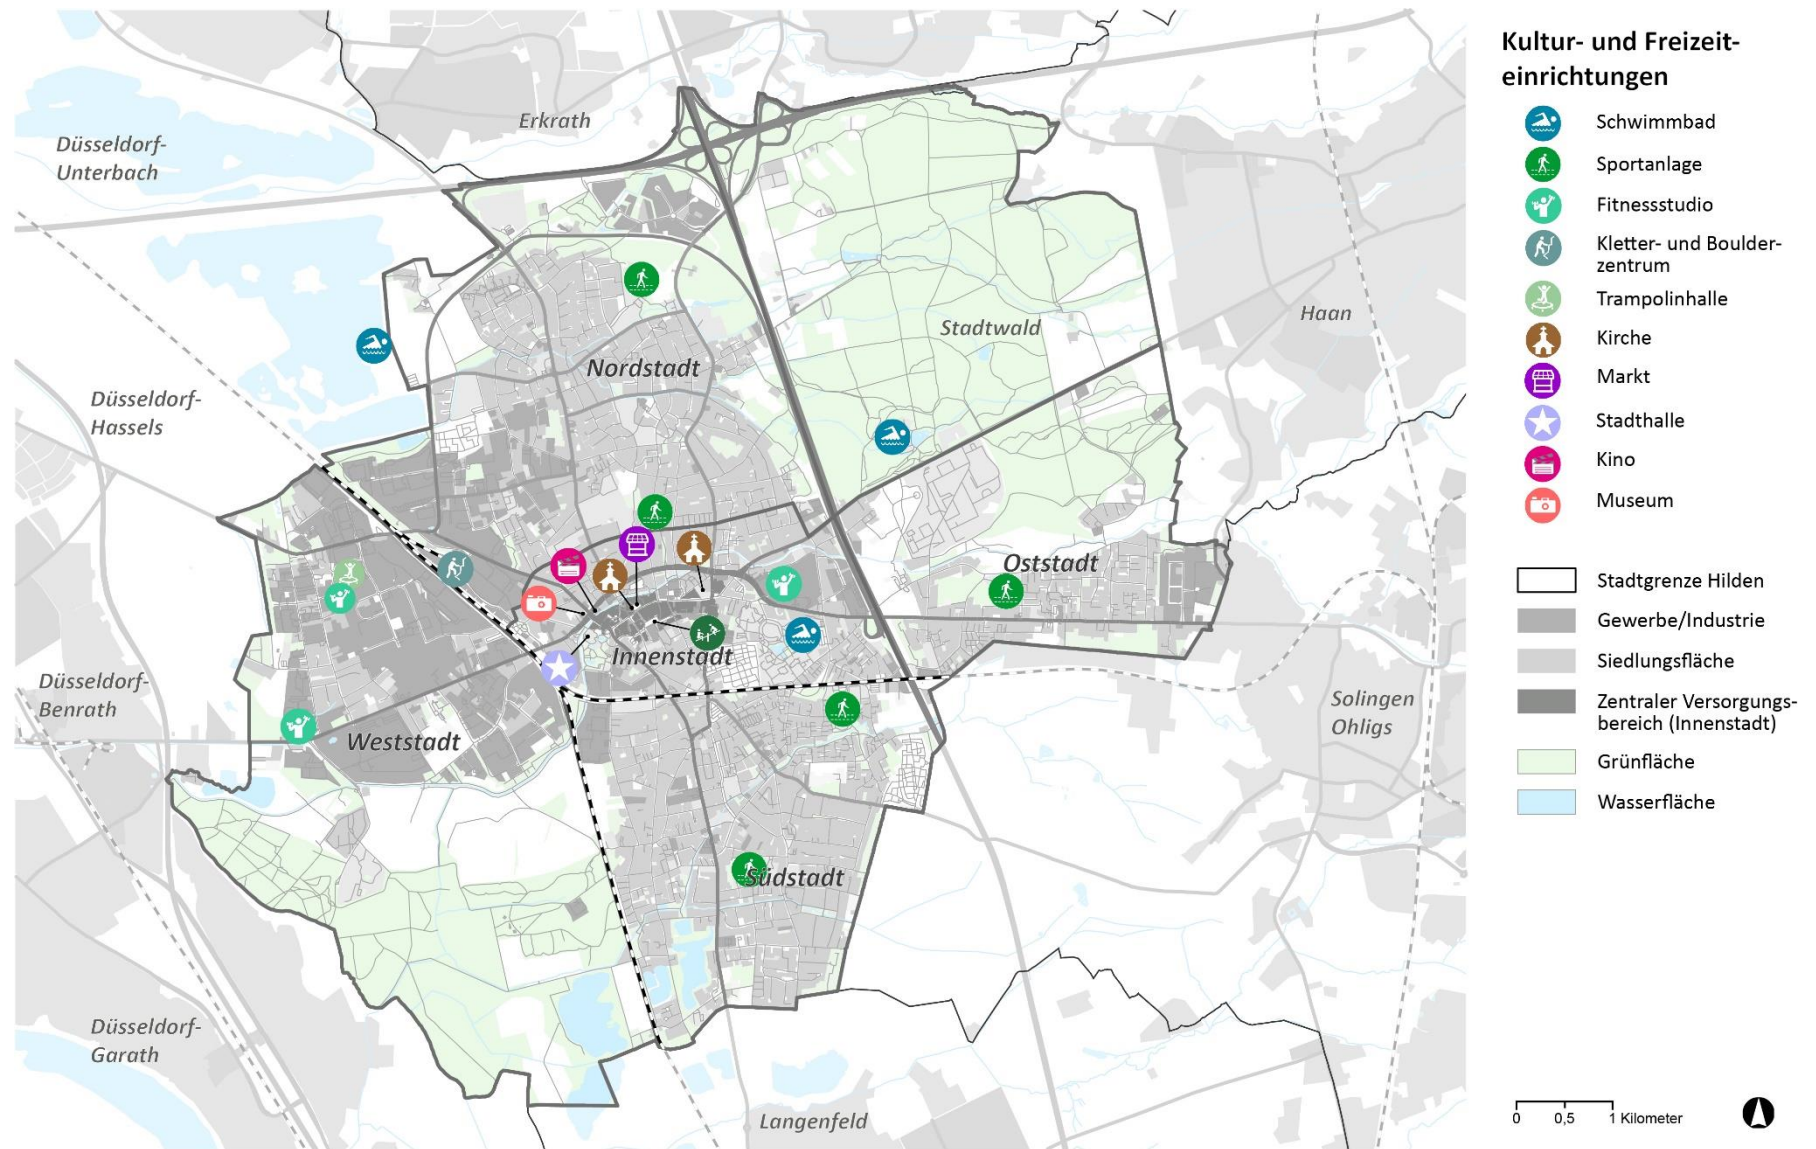 Kultur- und Freizeit-
einrichtungen
Schwimmbad
Sportanlage
Fitnessstudio
Kletter- und Boulder-
zentrum
Trampolinhalle
Kirche
Markt
Stadthalle
Kino
Museum
Stadtgrenze Hilden
Gewerbe/Industrie
Siedlungsfläche
Zentraler Versorgungs-
bereich (Innenstadt)
Grünfläche
Wasserfläche
0 0,5 1 Kilometer
Erkrath
Düsseldorf-
Unterbach
Haan
Stadtwald
Nordstadt
Düsseldorf-
Hassels
Oststadt
Innenstadt
Düsseldorf-
Benrath
Weststadt
Solingen
Ohligs
Südstadt
Düsseldorf-
Garath
Langenfeld